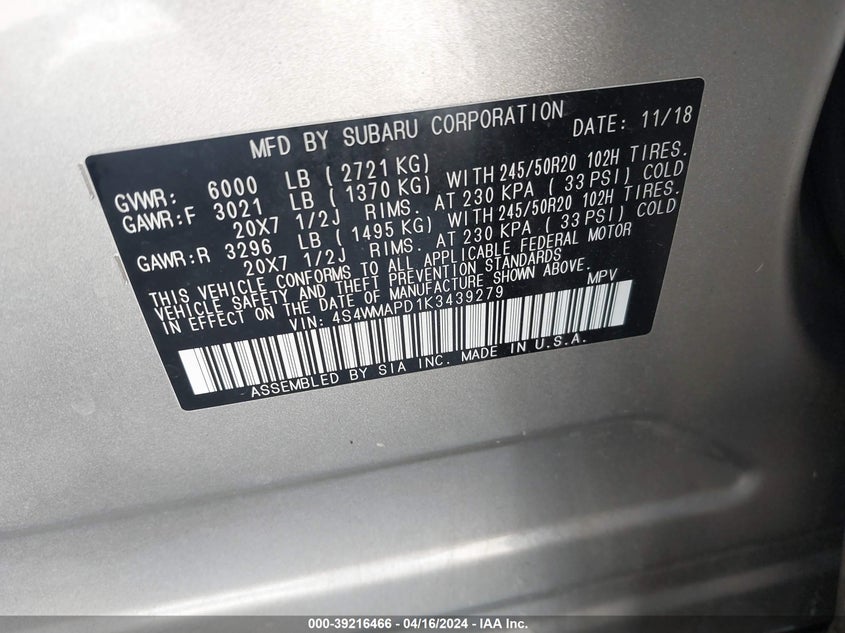 MFD BY SUBARU CORPORATION DATE: 11/18
GVWR: 6000 LB ( 2721 KG)
GAWR:F 3021 LB ( 1370 KG) WITH 245/50R20 102H TIRES.
20X7 1/2J RIMS. AT 230 KPA ( 33 PSI) COLD
GAWR:R 3296 LB ( 1495 KG) WITH 245/50R20 102H TIRES.
20X7 1/2J RIMS. AT 230 KPA ( 33 PSI) COLD
THIS VEHICLE CONFORMS TO ALL APPLICABLE FEDERAL MOTOR
VEHICLE SAFETY AND THEFT PREVENTION STANDARDS
IN EFFECT ON THE DATE OF MANUFACTURE SHOWN ABOVE.
VIN: 4S4WMAPD1K3439279 MPV
ASSEMBLED BY SIA INC. MADE IN U.S.A.
000-39216466 - 04/16/2024 - IAA Inc.